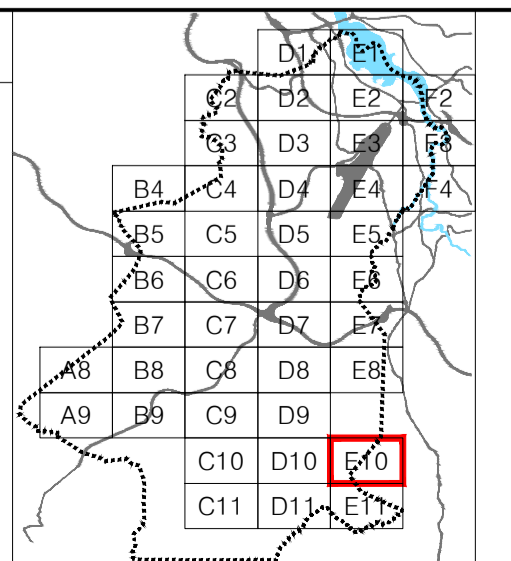 D1 E1
C2 D2 E2 F2
C3 D3 E3 F3
B4 C4 D4 E4 F4
B5 C5 D5 E5
B6 C6 D6 E6
B7 C7 D7 E7
A8 B8 C8 D8 E8
A9 B9 C9 D9
C10 D10 E10
C11 D11 E11